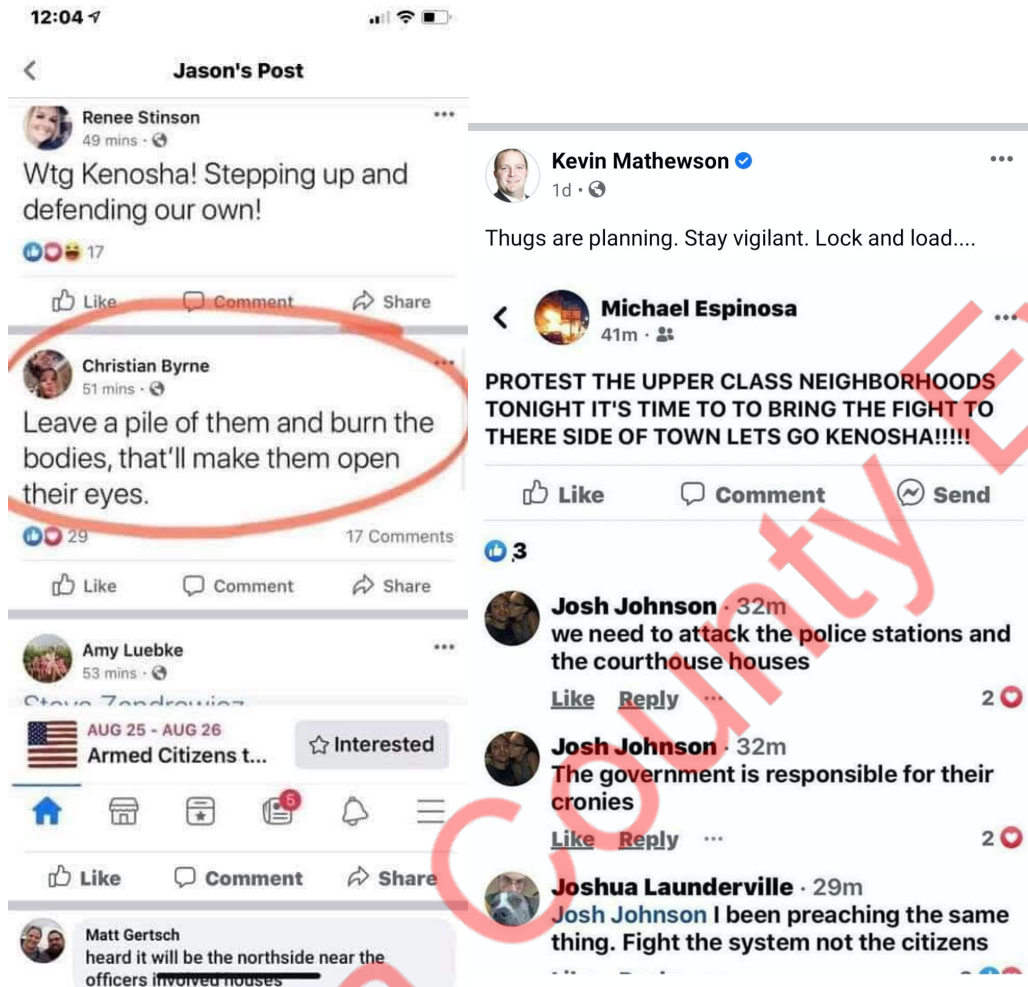 12:04
Jason's Post
Renee Stinson
49 mins ·
Wtg Kenosha! Stepping up and
defending our own!
17
Like Comment Share
Christian Byrne
51 mins ·
Leave a pile of them and burn the
bodies, that'll make them open
their eyes.
29 17 Comments
Like Comment Share
Amy Luebke
53 mins ·
AUG 25 - AUG 26
Armed Citizens t...
Interested
5
Like Comment Share
Matt Gertsch
heard it will be the northside near the
officers involved houses
Kevin Mathewson
1d ·
Thugs are planning. Stay vigilant. Lock and load....
Michael Espinosa
41m ·
PROTEST THE UPPER CLASS NEIGHBORHOODS
TONIGHT IT'S TIME TO TO BRING THE FIGHT TO
THERE SIDE OF TOWN LETS GO KENOSHA!!!!!
Like Comment Send
3
Josh Johnson · 32m
we need to attack the police stations and
the courthouse houses
Like Reply ... 2
Josh Johnson · 32m
The government is responsible for their
cronies
Like Reply ... 2
Joshua Launderville · 29m
Josh Johnson I been preaching the same
thing. Fight the system not the citizens
County E